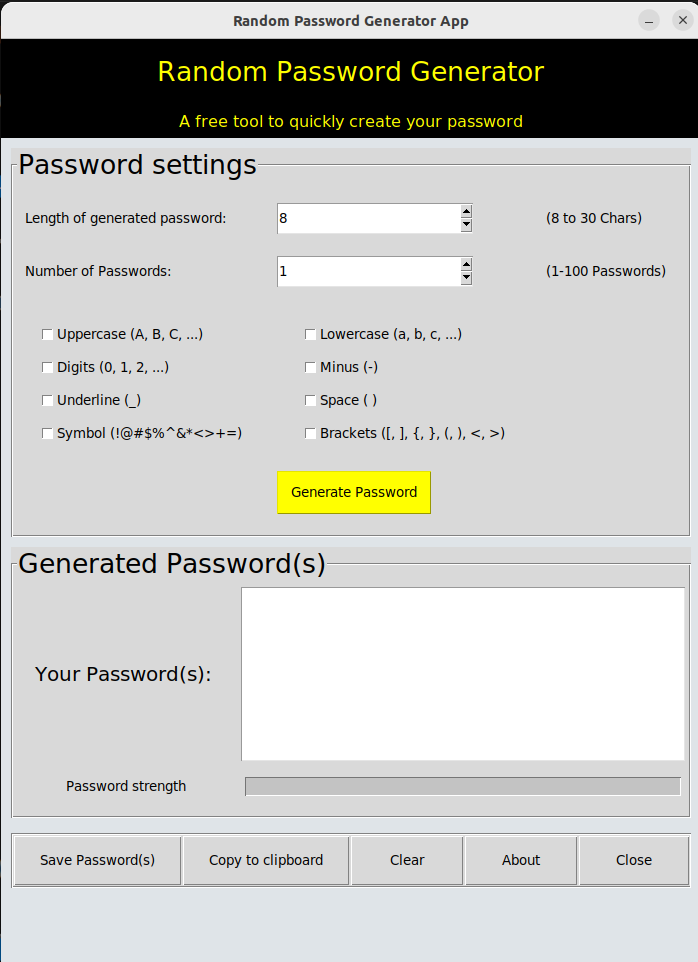 Random Password Generator App
Random Password Generator
A free tool to quickly create your password
Password settings
Length of generated password: 8 (8 to 30 Chars)
Number of Passwords: 1 (1-100 Passwords)
Uppercase (A, B, C, ...) Lowercase (a, b, c, ...)
Digits (0, 1, 2, ...) Minus (-)
Underline (_) Space ( )
Symbol (!@#$%^&*<>+=) Brackets ([, ], {, }, (, ), <, >)
Generate Password
Generated Password(s)
Your Password(s):
Password strength
Save Password(s) Copy to clipboard Clear About Close